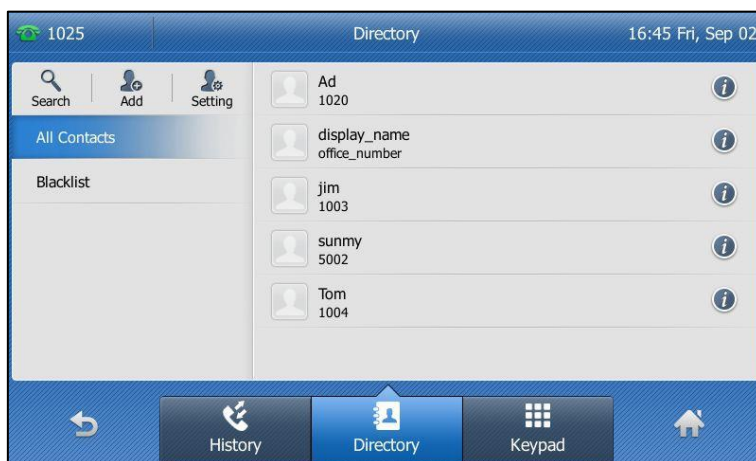 1025
Directory
16:45 Fri, Sep 02
Search
Add
Setting
All Contacts
Blacklist
Ad
1020
display_name
office_number
jim
1003
sunmy
5002
Tom
1004
History
Directory
Keypad